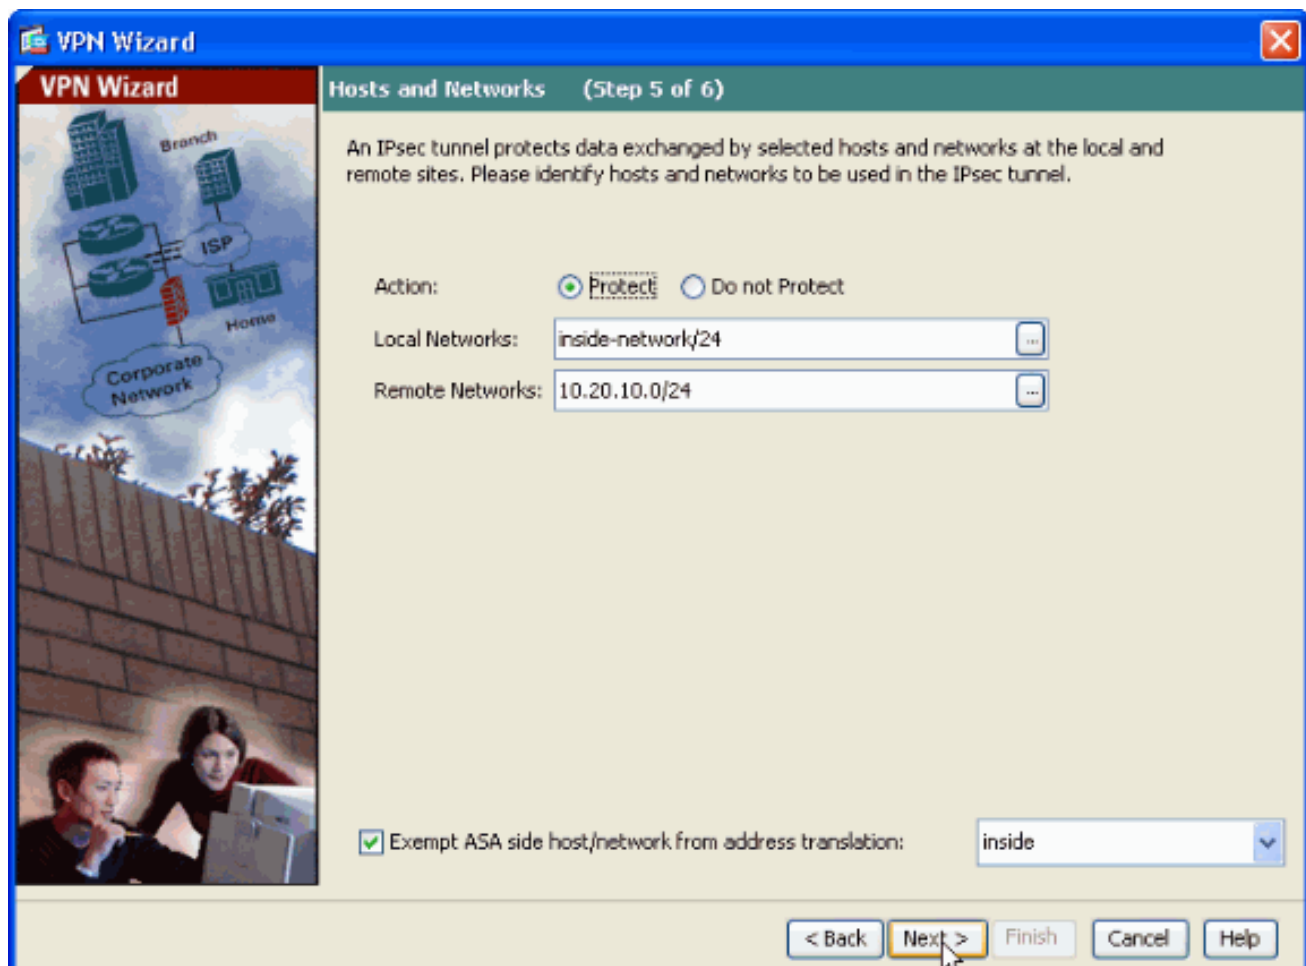 VPN Wizard
VPN Wizard
Hosts and Networks (Step 5 of 6)
Branch
ISP
Home
Corporate
Network
An IPsec tunnel protects data exchanged by selected hosts and networks at the local and
remote sites. Please identify hosts and networks to be used in the IPsec tunnel.
Action: Protect Do not Protect
Local Networks: inside-network/24 ...
Remote Networks: 10.20.10.0/24 ...
Exempt ASA side host/network from address translation: inside
< Back Next > Finish Cancel Help